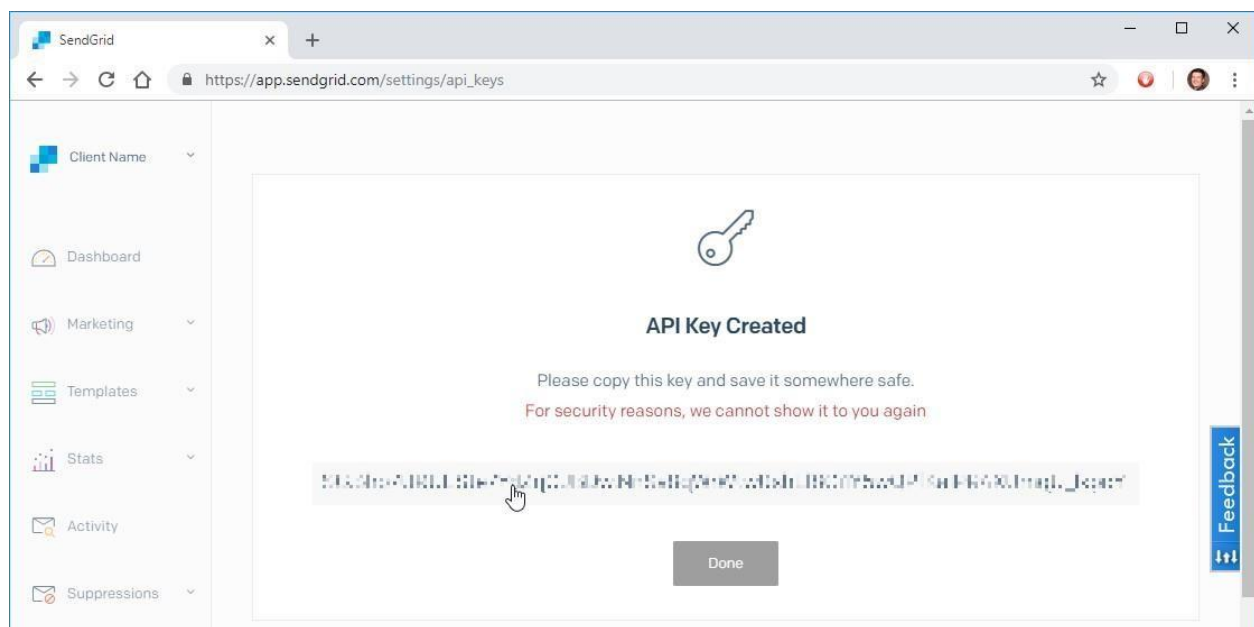 SendGrid
https://app.sendgrid.com/settings/api_keys
Client Name
Dashboard
Marketing
Templates
Stats
Activity
Suppressions
API Key Created
Please copy this key and save it somewhere safe.
For security reasons, we cannot show it to you again
Done
Feedback